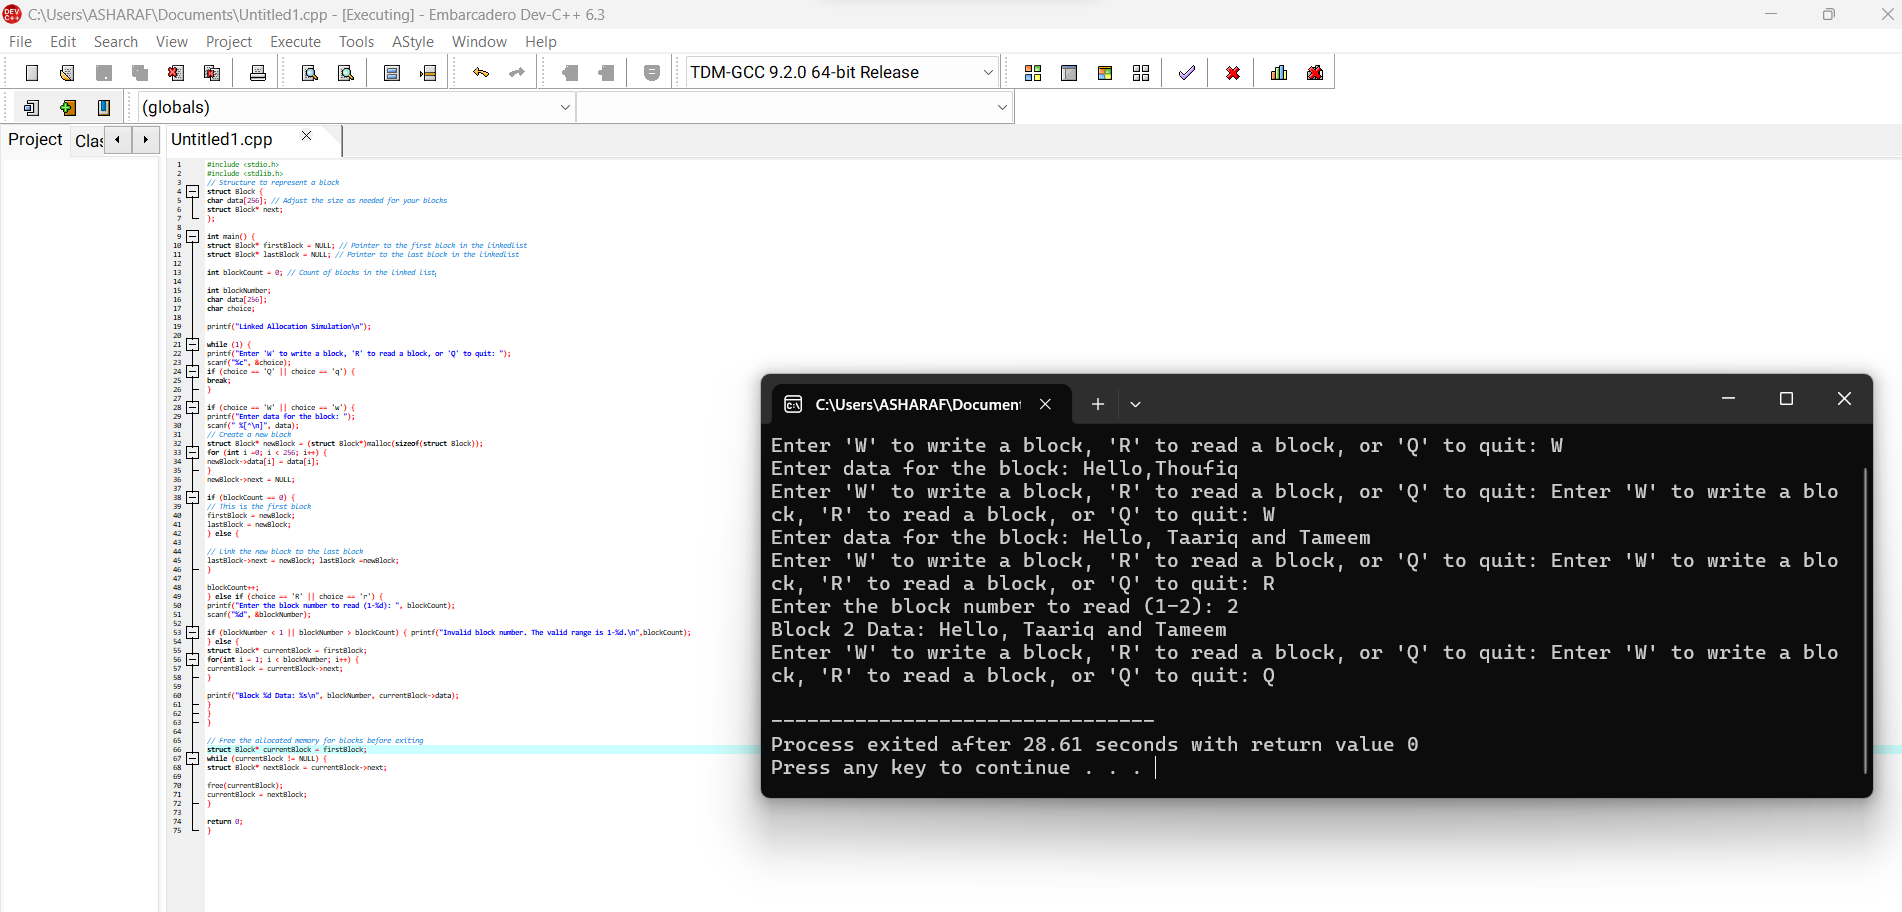 C:\Users\ASHARAF\Documents\Untitled1.cpp - [Executing] - Embarcadero Dev-C++ 6.3
File Edit Search View Project Execute Tools AStyle Window Help
TDM-GCC 9.2.0 64-bit Release
(globals)
Project Clas Untitled1.cpp
1 #include <stdio.h>
2 #include <stdlib.h>
3 // Structure to represent a block
4 struct Block {
5 char data[256]; // Adjust the size as needed for your blocks
6 struct Block* next;
7 };
8
9 int main() {
10 struct Block* firstBlock = NULL; // Pointer to the first block in the linkedlist
11 struct Block* lastBlock = NULL; // Pointer to the last block in the linkedlist
12
13 int blockCount = 0; // Count of blocks in the linked list
14
15 int blockNumber;
16 char data[256];
17 char choice;
18
19 printf("Linked Allocation Simulation\n");
20
21 while (1) {
22 printf("Enter 'W' to write a block, 'R' to read a block, or 'Q' to quit: ");
23 scanf("%c", &choice);
24 if (choice == 'Q' || choice == 'q') {
25 break;
26 }
27
28 if (choice == 'W' || choice == 'w') {
29 printf("Enter data for the block: ");
30 scanf(" %[^\n]", data);
31 // Create a new block
32 struct Block* newBlock = (struct Block*)malloc(sizeof(struct Block));
33 for (int i =0; i < 256; i++) {
34 newBlock->data[i] = data[i];
35 }
36 newBlock->next = NULL;
37
38 if (blockCount == 0) {
39 // This is the first block
40 firstBlock = newBlock;
41 lastBlock = newBlock;
42 } else {
43
44 // Link the new block to the last block
45 lastBlock->next = newBlock; lastBlock =newBlock;
46 }
47
48 blockCount++;
49 } else if (choice == 'R' || choice == 'r') {
50 printf("Enter the block number to read (1-%d): ", blockCount);
51 scanf("%d", &blockNumber);
52
53 if (blockNumber < 1 || blockNumber > blockCount) { printf("Invalid block number. The valid range is 1-%d.\n",blockCount);
54 } else {
55 struct Block* currentBlock = firstBlock;
56 for(int i = 1; i < blockNumber; i++) {
57 currentBlock = currentBlock->next;
58 }
59
60 printf("Block %d Data: %s\n", blockNumber, currentBlock->data);
61 }
62 }
63 }
64
65 // Free the allocated memory for blocks before exiting
66 struct Block* currentBlock = firstBlock;
67 while (currentBlock != NULL) {
68 struct Block* nextBlock = currentBlock->next;
69
70 free(currentBlock);
71 currentBlock = nextBlock;
72 }
73
74 return 0;
75 }
C:\Users\ASHARAF\Document
Enter 'W' to write a block, 'R' to read a block, or 'Q' to quit: W
Enter data for the block: Hello,Thoufiq
Enter 'W' to write a block, 'R' to read a block, or 'Q' to quit: Enter 'W' to write a blo
ck, 'R' to read a block, or 'Q' to quit: W
Enter data for the block: Hello, Taariq and Tameem
Enter 'W' to write a block, 'R' to read a block, or 'Q' to quit: Enter 'W' to write a blo
ck, 'R' to read a block, or 'Q' to quit: R
Enter the block number to read (1-2): 2
Block 2 Data: Hello, Taariq and Tameem
Enter 'W' to write a block, 'R' to read a block, or 'Q' to quit: Enter 'W' to write a blo
ck, 'R' to read a block, or 'Q' to quit: Q
--------------------------------
Process exited after 28.61 seconds with return value 0
Press any key to continue . . .